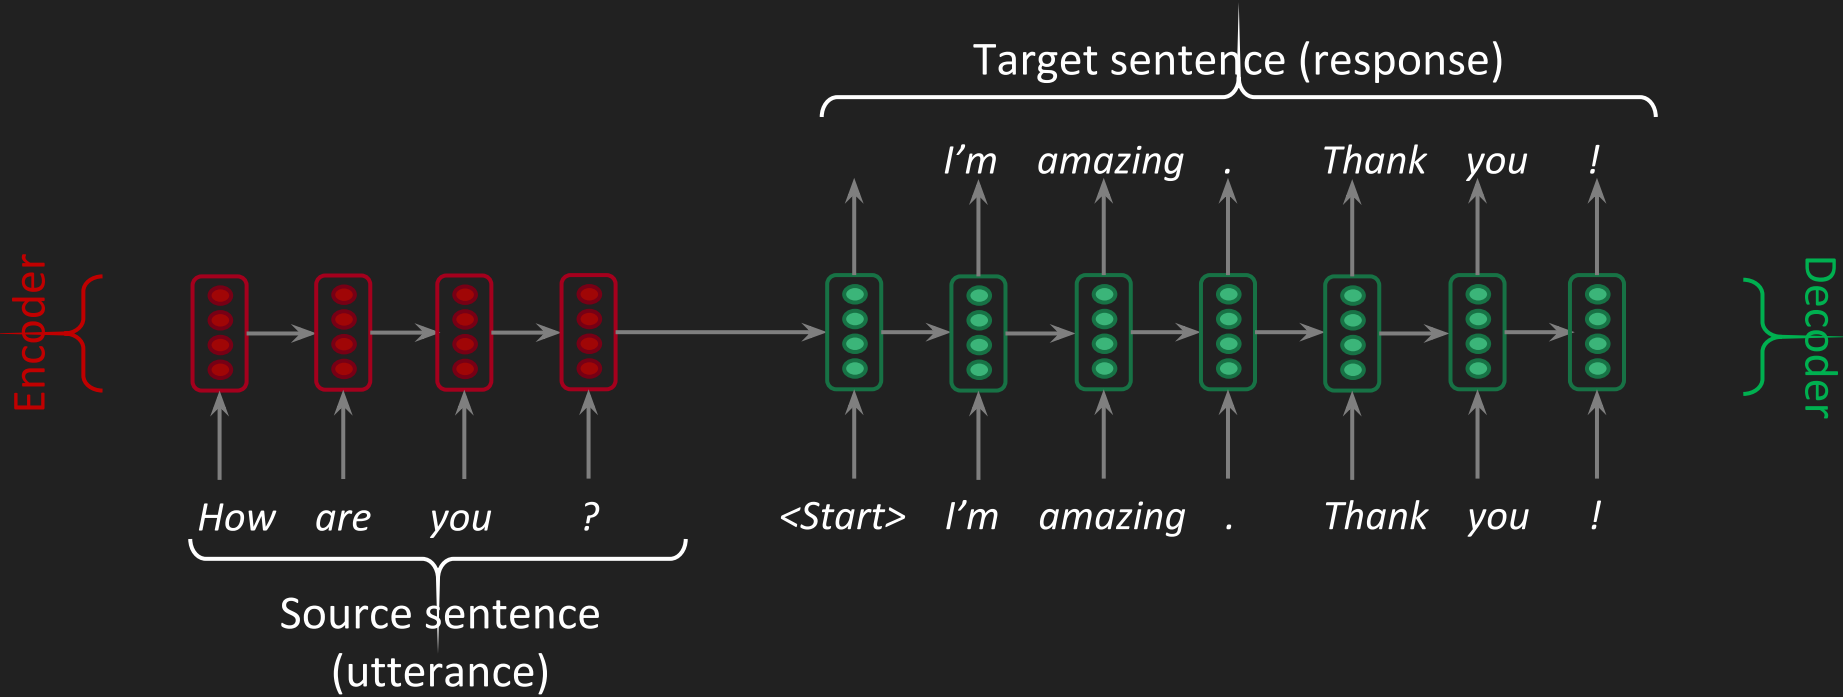 Target sentence (response)
I’m amazing . Thank you !
Encoder
Decoder
How are you ? <Start> I’m amazing . Thank you !
Source sentence
(utterance)